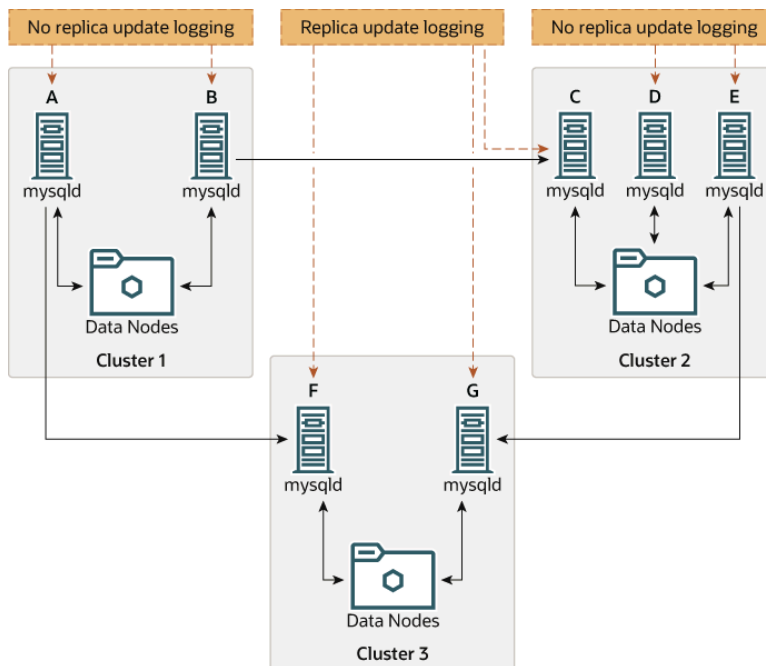 No replica update logging
Replica update logging
No replica update logging
A
B
C
D
E
mysqld
mysqld
mysqld
mysqld
mysqld
Data Nodes
Data Nodes
Cluster 1
Cluster 2
F
G
mysqld
mysqld
Data Nodes
Cluster 3